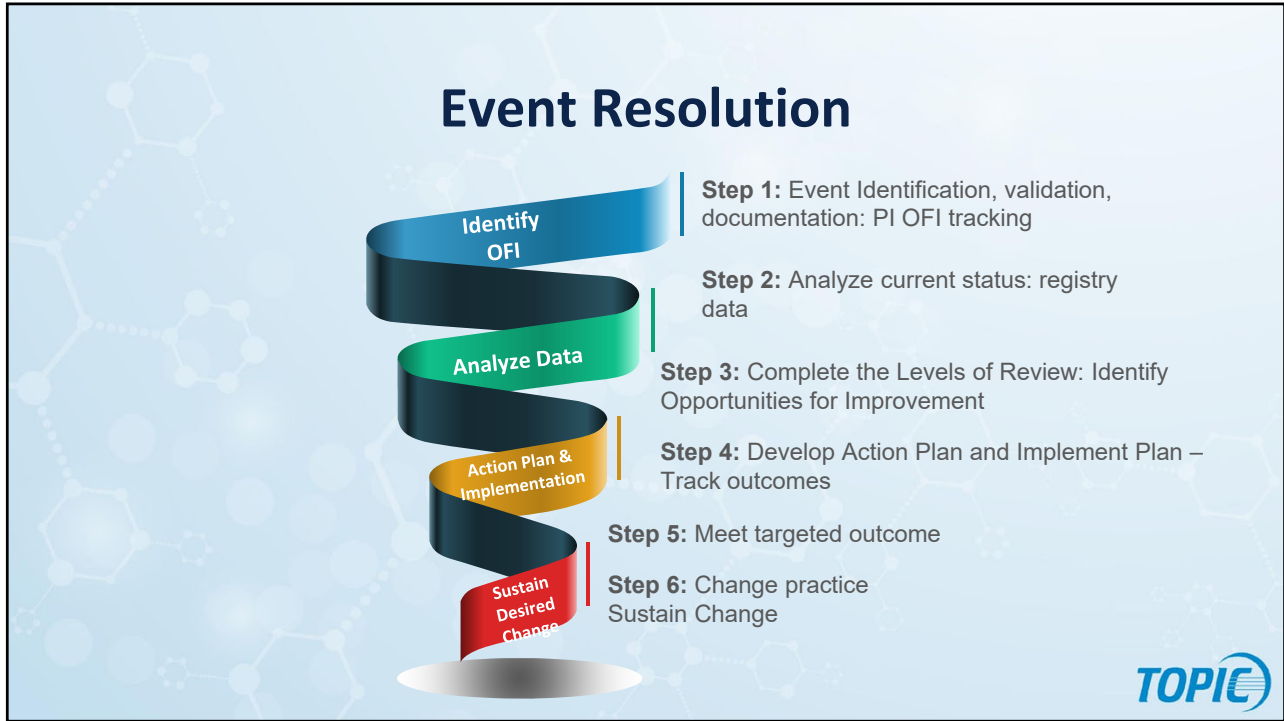 Event Resolution
Identify
OFI
Step 1: Event Identification, validation,
documentation: PI OFI tracking
Step 2: Analyze current status: registry
data
Analyze Data
Step 3: Complete the Levels of Review: Identify
Opportunities for Improvement
Action Plan &
Implementation
Step 4: Develop Action Plan and Implement Plan –
Track outcomes
Step 5: Meet targeted outcome
Sustain
Desired
Change
Step 6: Change practice
Sustain Change
TOPIC